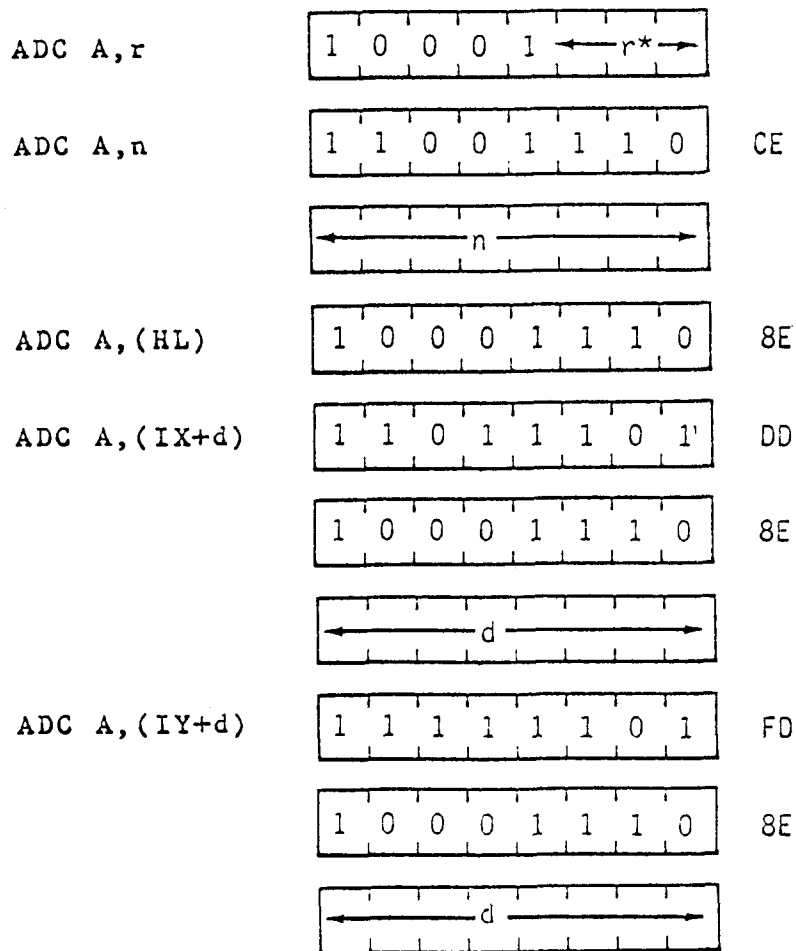 ADC A,r 1 0 0 0 1 r*
ADC A,n 1 1 0 0 1 1 1 0 CE
n
ADC A,(HL) 1 0 0 0 1 1 1 0 8E
ADC A,(IX+d) 1 1 0 1 1 1 0 1 DD
1 0 0 0 1 1 1 0 8E
d
ADC A,(IY+d) 1 1 1 1 1 1 0 1 FD
1 0 0 0 1 1 1 0 8E
d